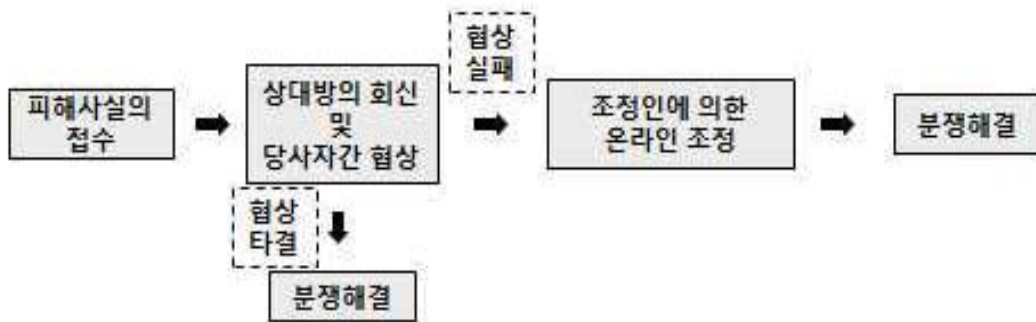 협상
실패
피해사실의
접수
상대방의 회신
및
당사자간 협상
조정인에 의한
온라인 조정
분쟁해결
협상
타결
분쟁해결